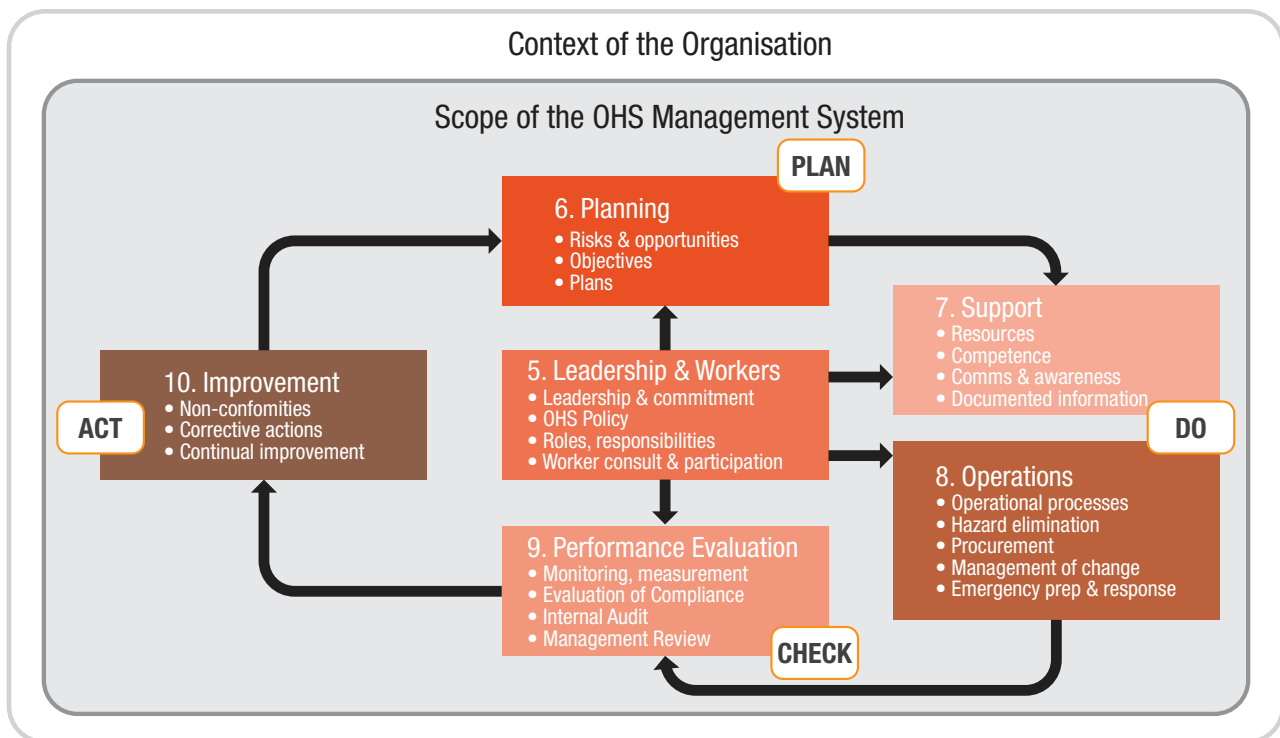 Context of the Organisation
Scope of the OHS Management System
PLAN
6. Planning
• Risks & opportunities
• Objectives
• Plans
7. Support
• Resources
• Competence
• Comms & awareness
• Documented information
DO
5. Leadership & Workers
• Leadership & commitment
• OHS Policy
• Roles, responsibilities
• Worker consult & participation
10. Improvement
• Non-confomities
• Corrective actions
• Continual improvement
ACT
8. Operations
• Operational processes
• Hazard elimination
• Procurement
• Management of change
• Emergency prep & response
9. Performance Evaluation
• Monitoring, measurement
• Evaluation of Compliance
• Internal Audit
• Management Review
CHECK